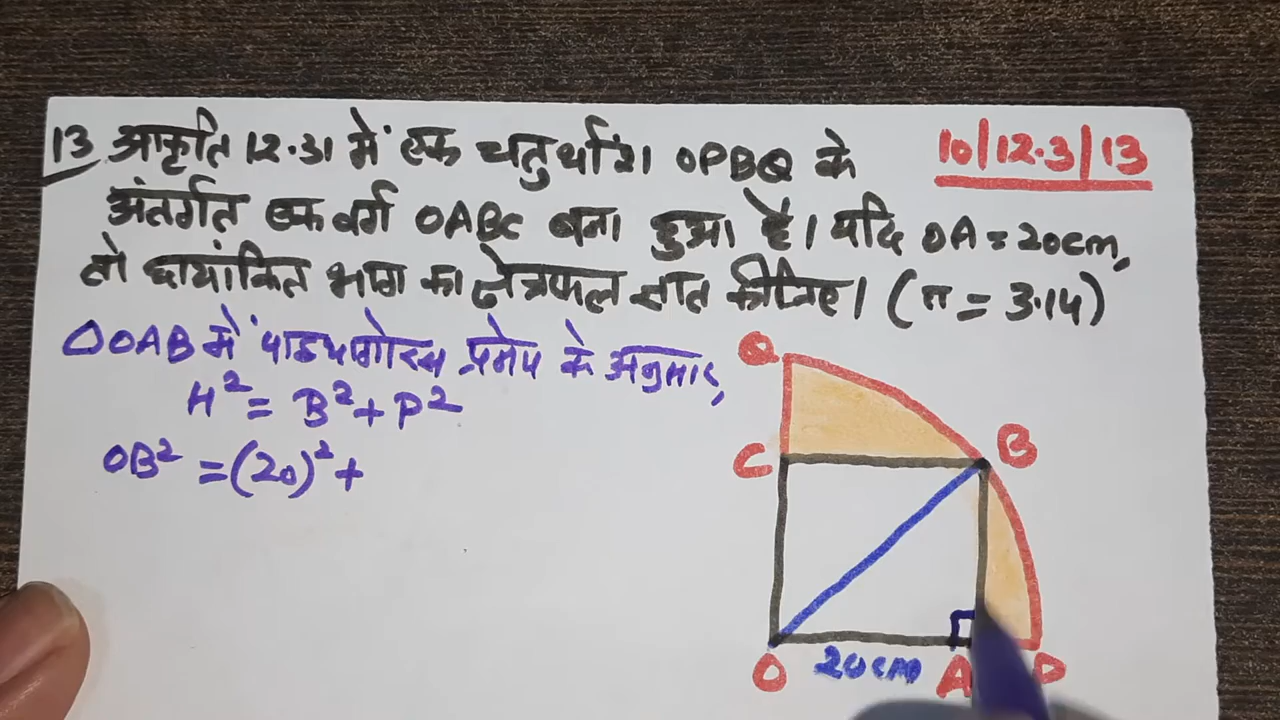 13 आकृति 12.31 में एक चतुर्थांश OPBQ के
10/12.3/13
अंतर्गत एक वर्ग OABC बना हुआ है। यदि OA = 20cm,
तो छायांकित भाग का क्षेत्रफल ज्ञात कीजिए। (π = 3.14)
△OAB में पाइथागोरस प्रमेय के अनुसार,
H² = B² + P²
OB² = (20)² +
Q
C
B
O
20cm
A
P